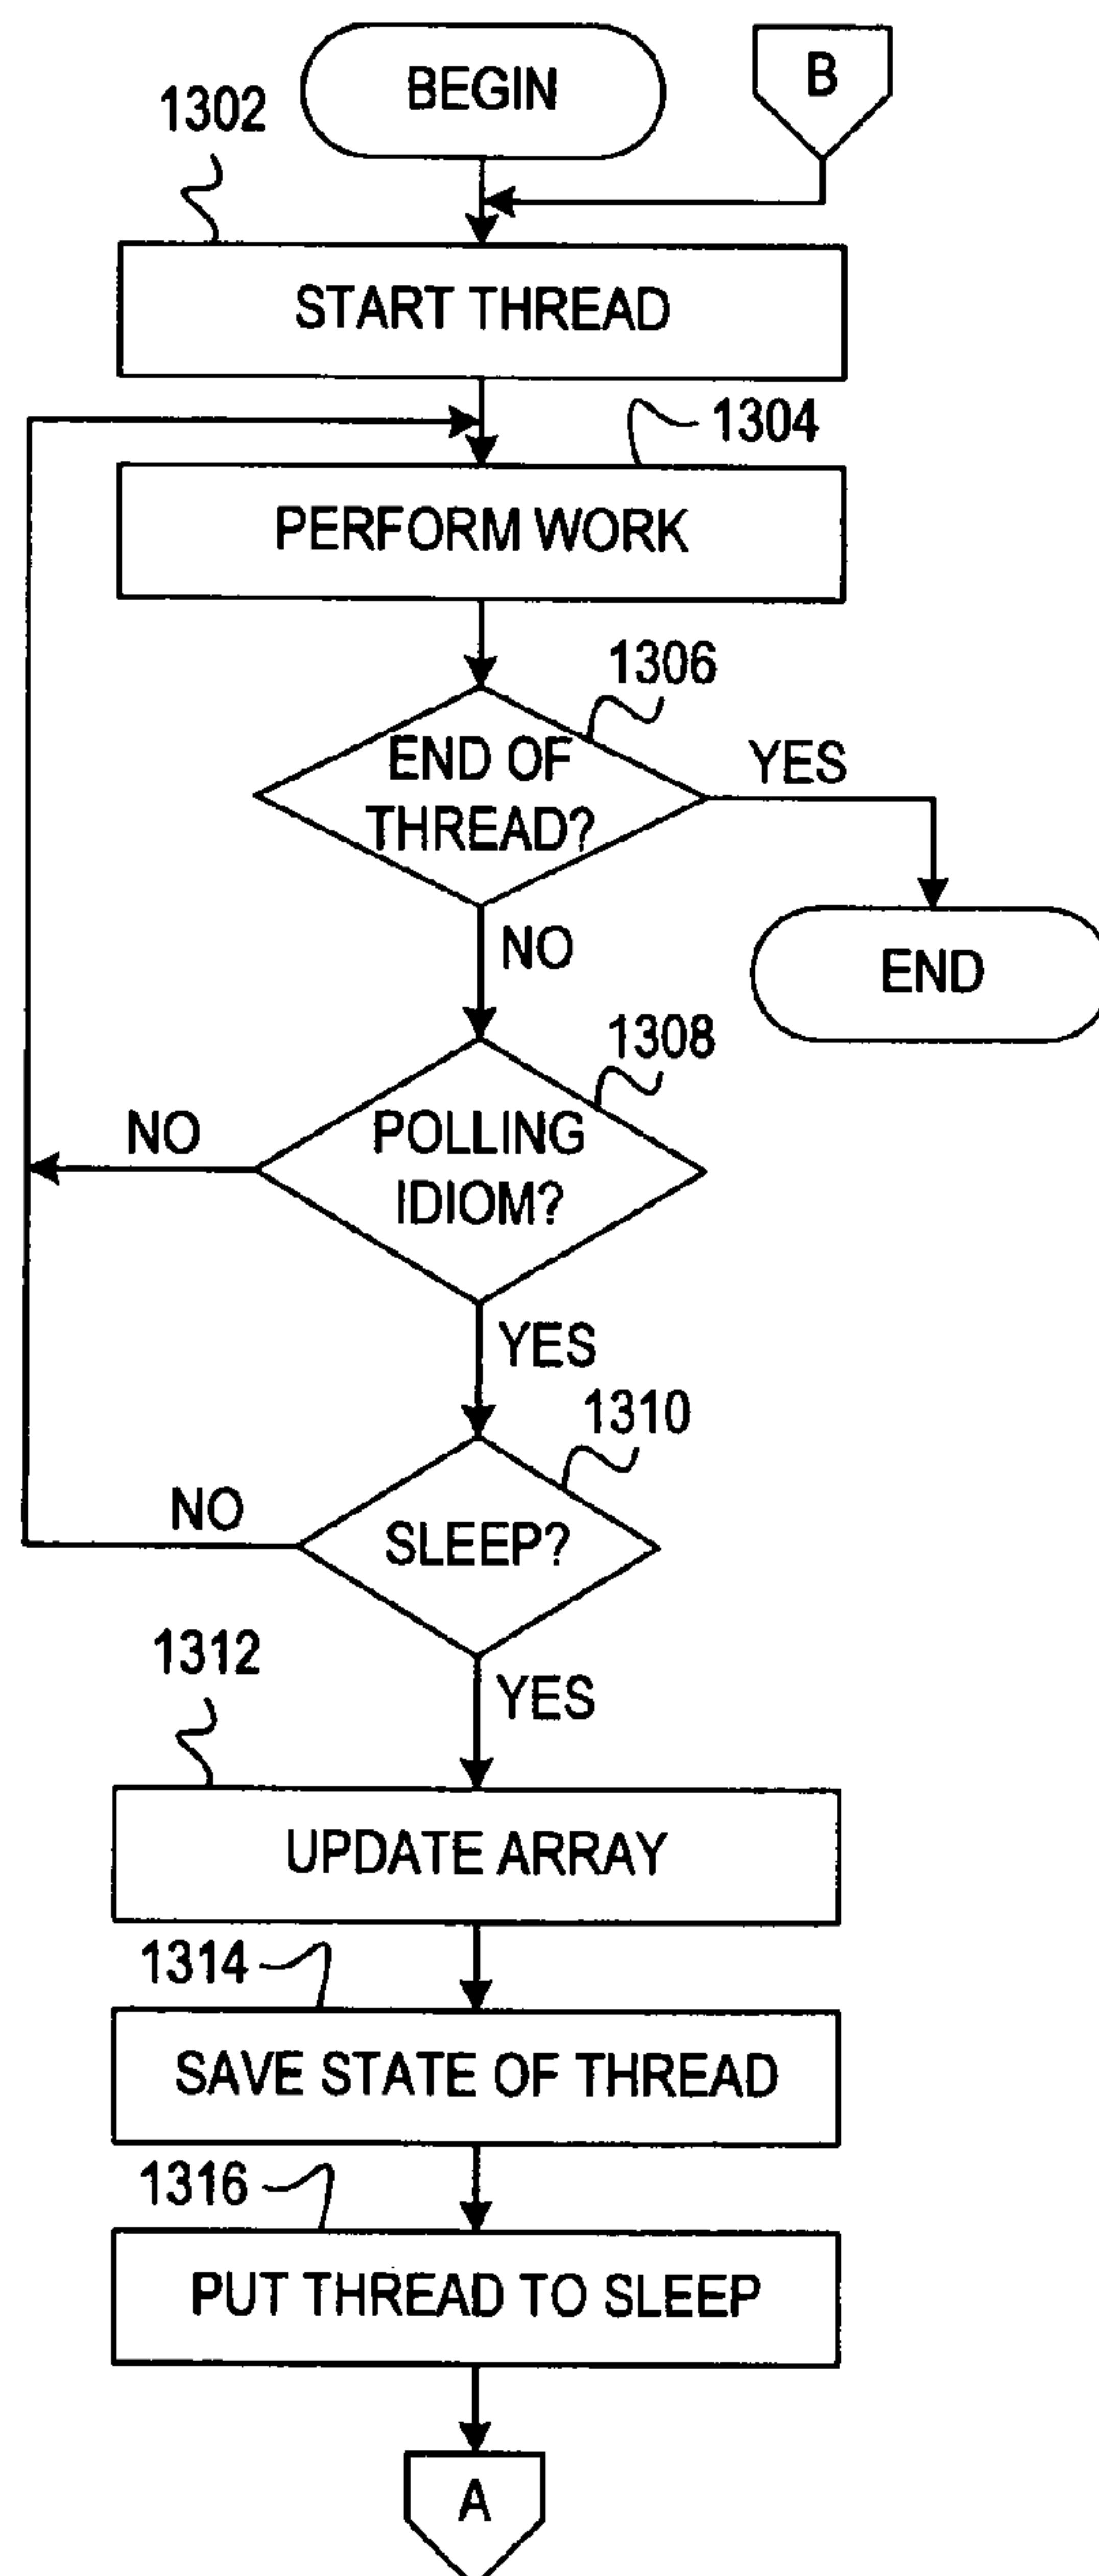 BEGIN
B
1302
START THREAD
1304
PERFORM WORK
1306
END OF
THREAD?
YES
NO
END
1308
POLLING
IDIOM?
NO
YES
1310
SLEEP?
NO
YES
1312
UPDATE ARRAY
1314
SAVE STATE OF THREAD
1316
PUT THREAD TO SLEEP
A